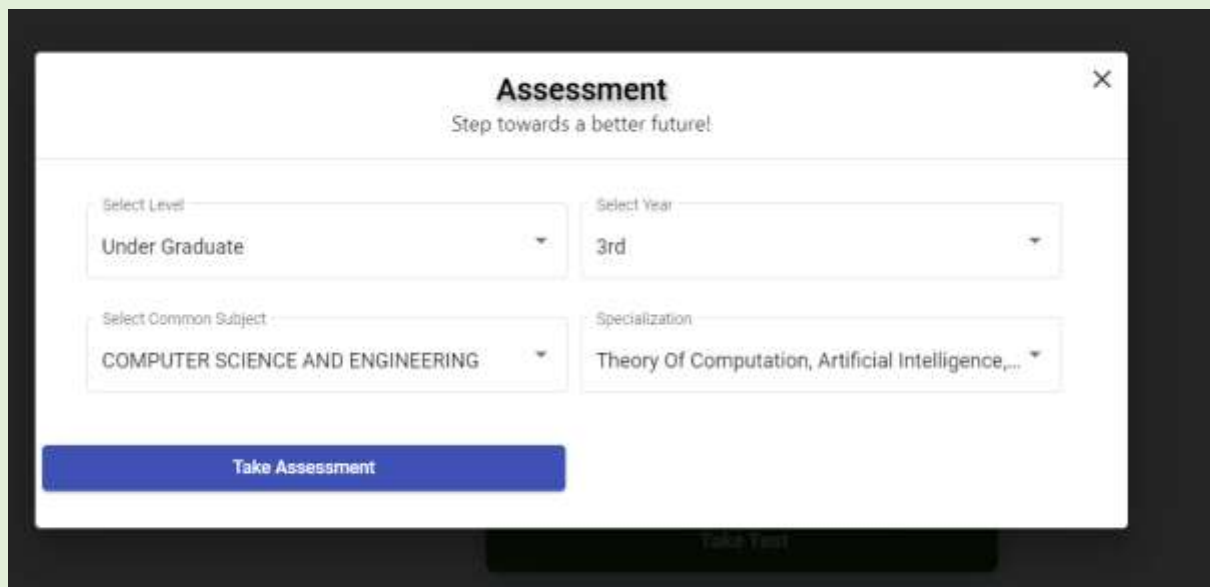 Assessment
Step towards a better future!
Select Level
Under Graduate
Select Year
3rd
Select Common Subject
COMPUTER SCIENCE AND ENGINEERING
Specialization
Theory Of Computation, Artificial Intelligence,...
Take Assessment
Take Test